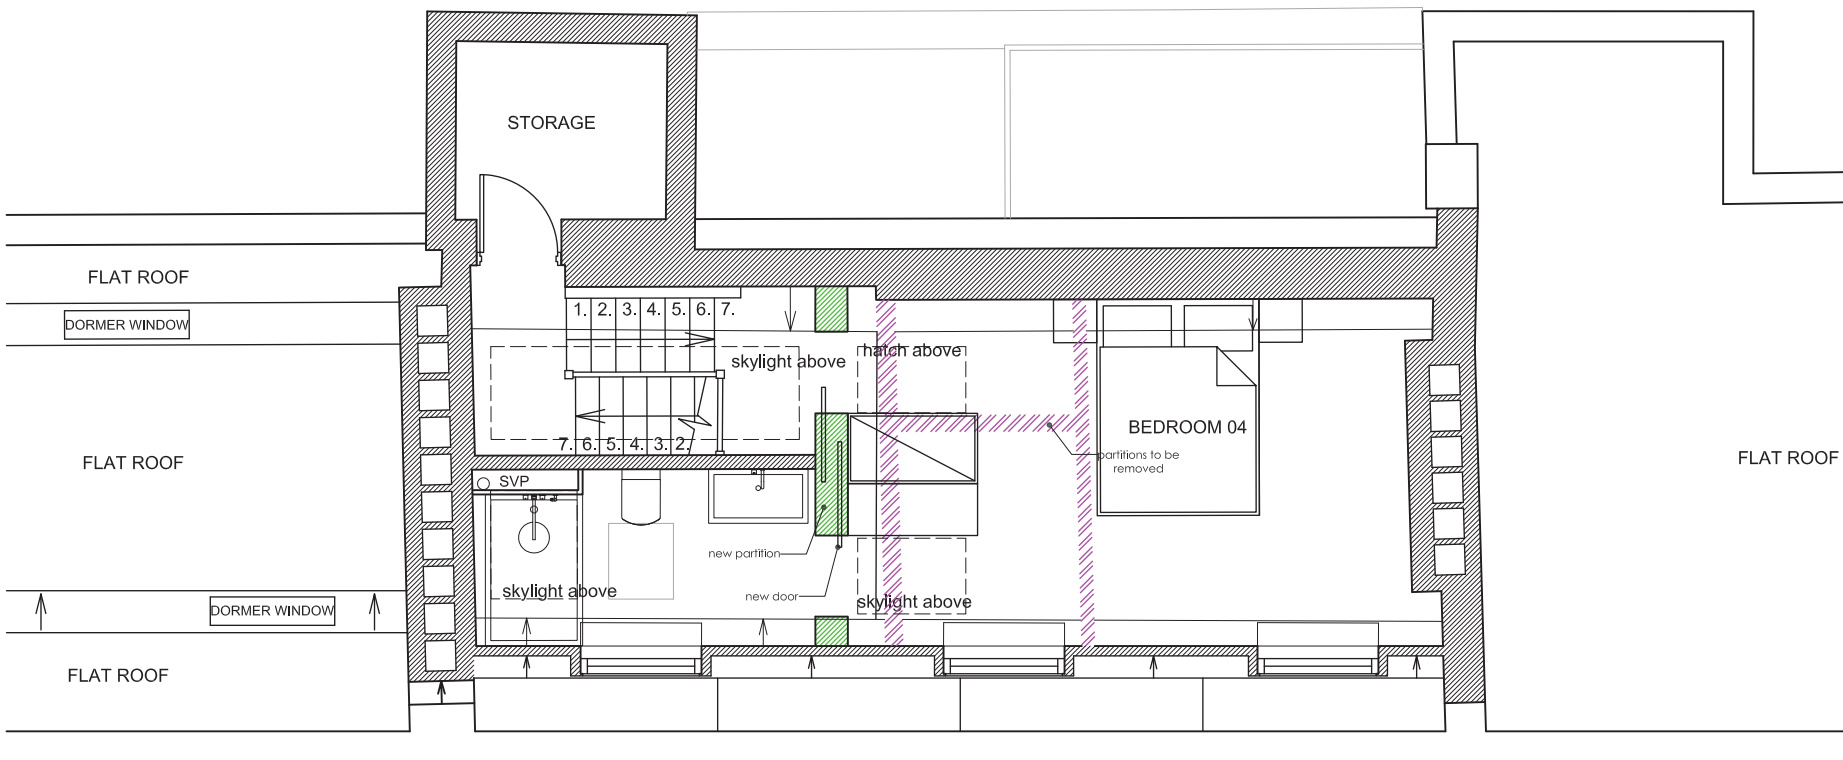 STORAGE
FLAT ROOF
DORMER WINDOW
1. 2. 3. 4. 5. 6. 7.
skylight above
hatch above
7. 6. 5. 4. 3. 2.
BEDROOM 04
partitions to be
removed
FLAT ROOF
FLAT ROOF
SVP
new partition
new door
skylight above
skylight above
DORMER WINDOW
FLAT ROOF